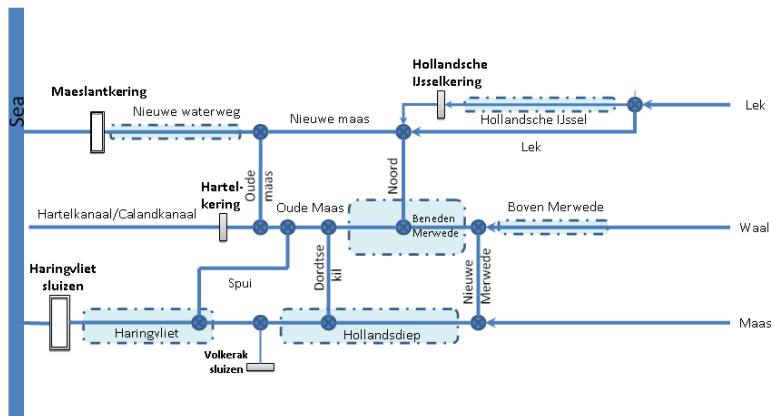 Sea
Maeslantkering
Nieuwe waterweg
Nieuwe maas
Hollandsche
IJsselkering
Hollandsche IJssel
Lek
Lek
Oude
maas
Noord
Hartel-
kering
Hartelkanaal/Calandkanaal
Oude Maas
Beneden
Merwede
Boven Merwede
Waal
Haringvliet
sluizen
Spui
Dordtse
kil
Nieuwe
Merwede
Haringvliet
Hollandsdiep
Maas
Volkerak
sluizen